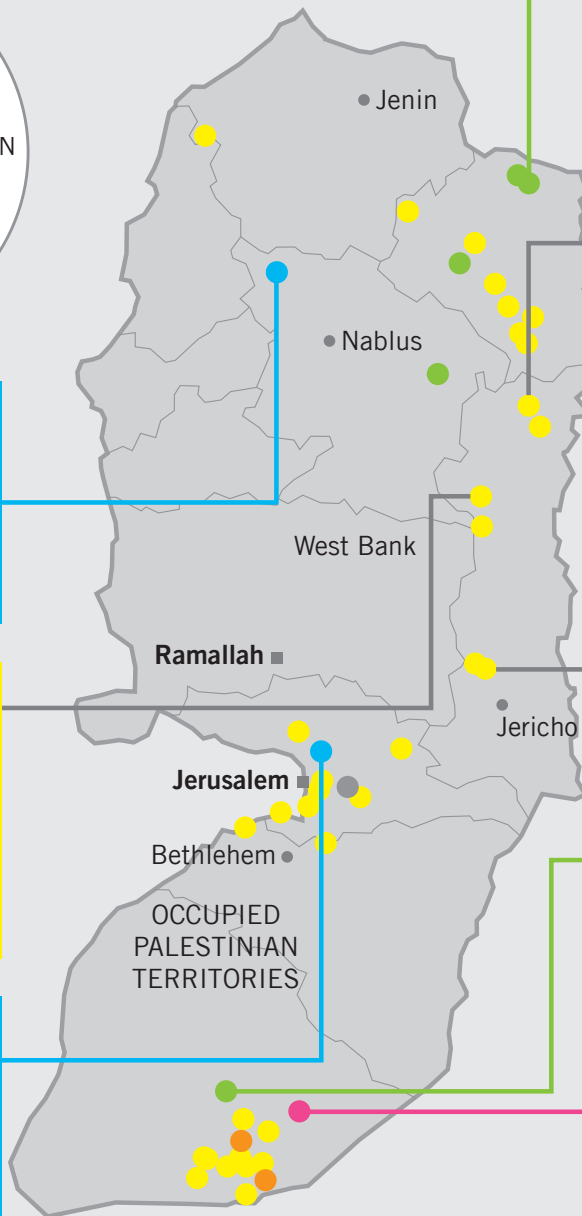 N
Jenin
Nablus
West Bank
Ramallah
Jericho
Jerusalem
Bethlehem
OCCUPIED
PALESTINIAN
TERRITORIES